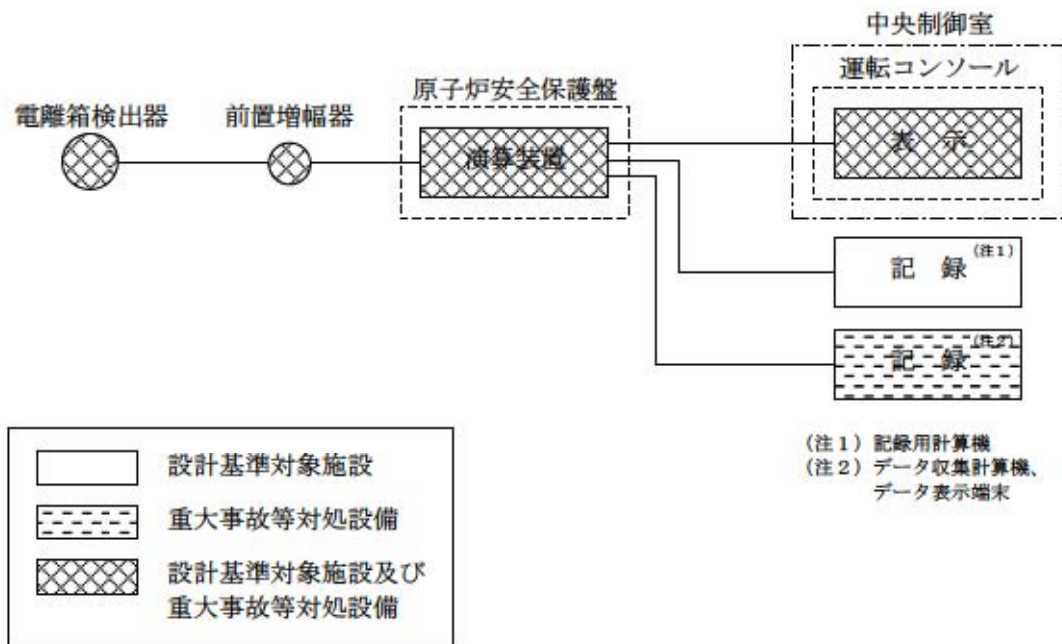 中央制御室
運転コンソール
原子炉安全保護盤
電離箱検出器
前置増幅器
演算装置
表 示
記 録 (注1)
記 録 (注2)
(注1) 記録用計算機
(注2) データ収集計算機、
データ表示端末
設計基準対象施設
重大事故等対処設備
設計基準対象施設及び
重大事故等対処設備